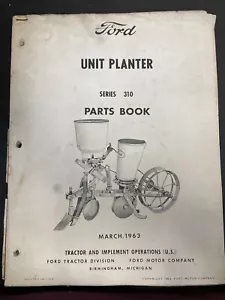 Ford
UNIT PLANTER
SERIES 310
PARTS BOOK
MARCH, 1963
TRACTOR AND IMPLEMENT OPERATIONS (U.S.)
FORD TRACTOR DIVISION FORD MOTOR COMPANY
BIRMINGHAM, MICHIGAN